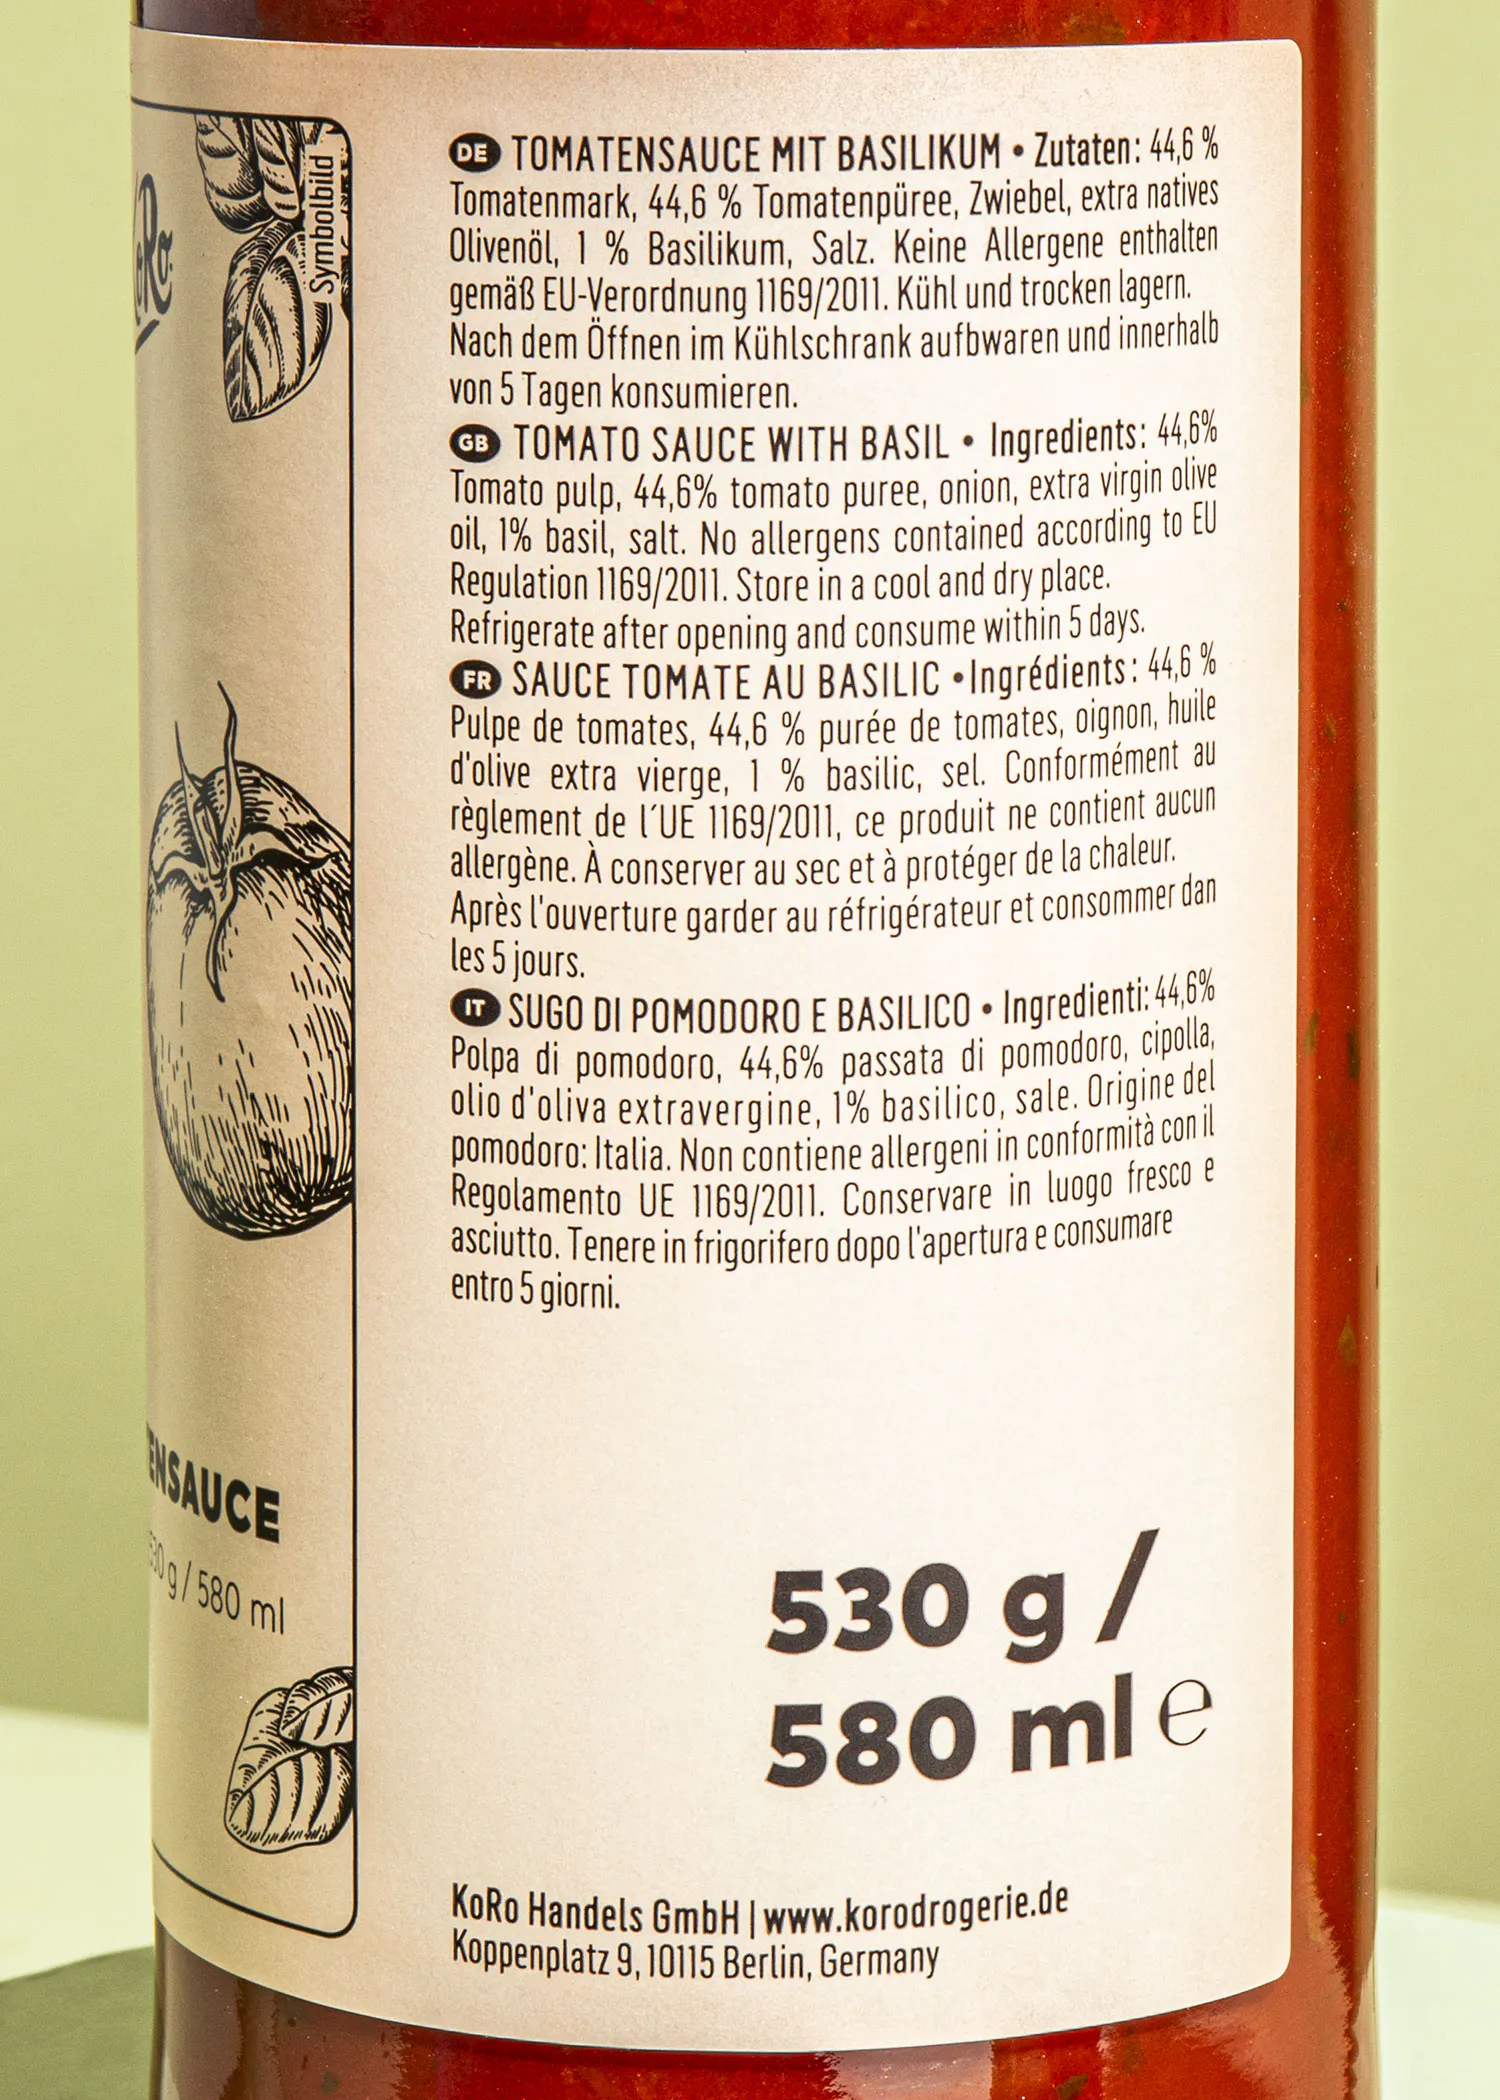 KoRo
Symbolbild
ENSAUCE
530 g / 580 ml
DE TOMATENSAUCE MIT BASILIKUM • Zutaten: 44,6 %
Tomatenmark, 44,6 % Tomatenpüree, Zwiebel, extra natives
Olivenöl, 1 % Basilikum, Salz. Keine Allergene enthalten
gemäß EU-Verordnung 1169/2011. Kühl und trocken lagern.
Nach dem Öffnen im Kühlschrank aufbwaren und innerhalb
von 5 Tagen konsumieren.
GB TOMATO SAUCE WITH BASIL • Ingredients: 44,6%
Tomato pulp, 44,6% tomato puree, onion, extra virgin olive
oil, 1% basil, salt. No allergens contained according to EU
Regulation 1169/2011. Store in a cool and dry place.
Refrigerate after opening and consume within 5 days.
FR SAUCE TOMATE AU BASILIC •Ingrédients: 44,6 %
Pulpe de tomates, 44,6 % purée de tomates, oignon, huile
d'olive extra vierge, 1 % basilic, sel. Conformément au
règlement de l´UE 1169/2011, ce produit ne contient aucun
allergène. À conserver au sec et à protéger de la chaleur.
Après l'ouverture garder au réfrigérateur et consommer dan
les 5 jours.
IT SUGO DI POMODORO E BASILICO • Ingredienti: 44,6%
Polpa di pomodoro, 44,6% passata di pomodoro, cipolla,
olio d'oliva extravergine, 1% basilico, sale. Origine del
pomodoro: Italia. Non contiene allergeni in conformità con il
Regolamento UE 1169/2011. Conservare in luogo fresco e
asciutto. Tenere in frigorifero dopo l'apertura e consumare
entro 5 giorni.
530 g /
580 ml ℮
KoRo Handels GmbH | www.korodrogerie.de
Koppenplatz 9, 10115 Berlin, Germany